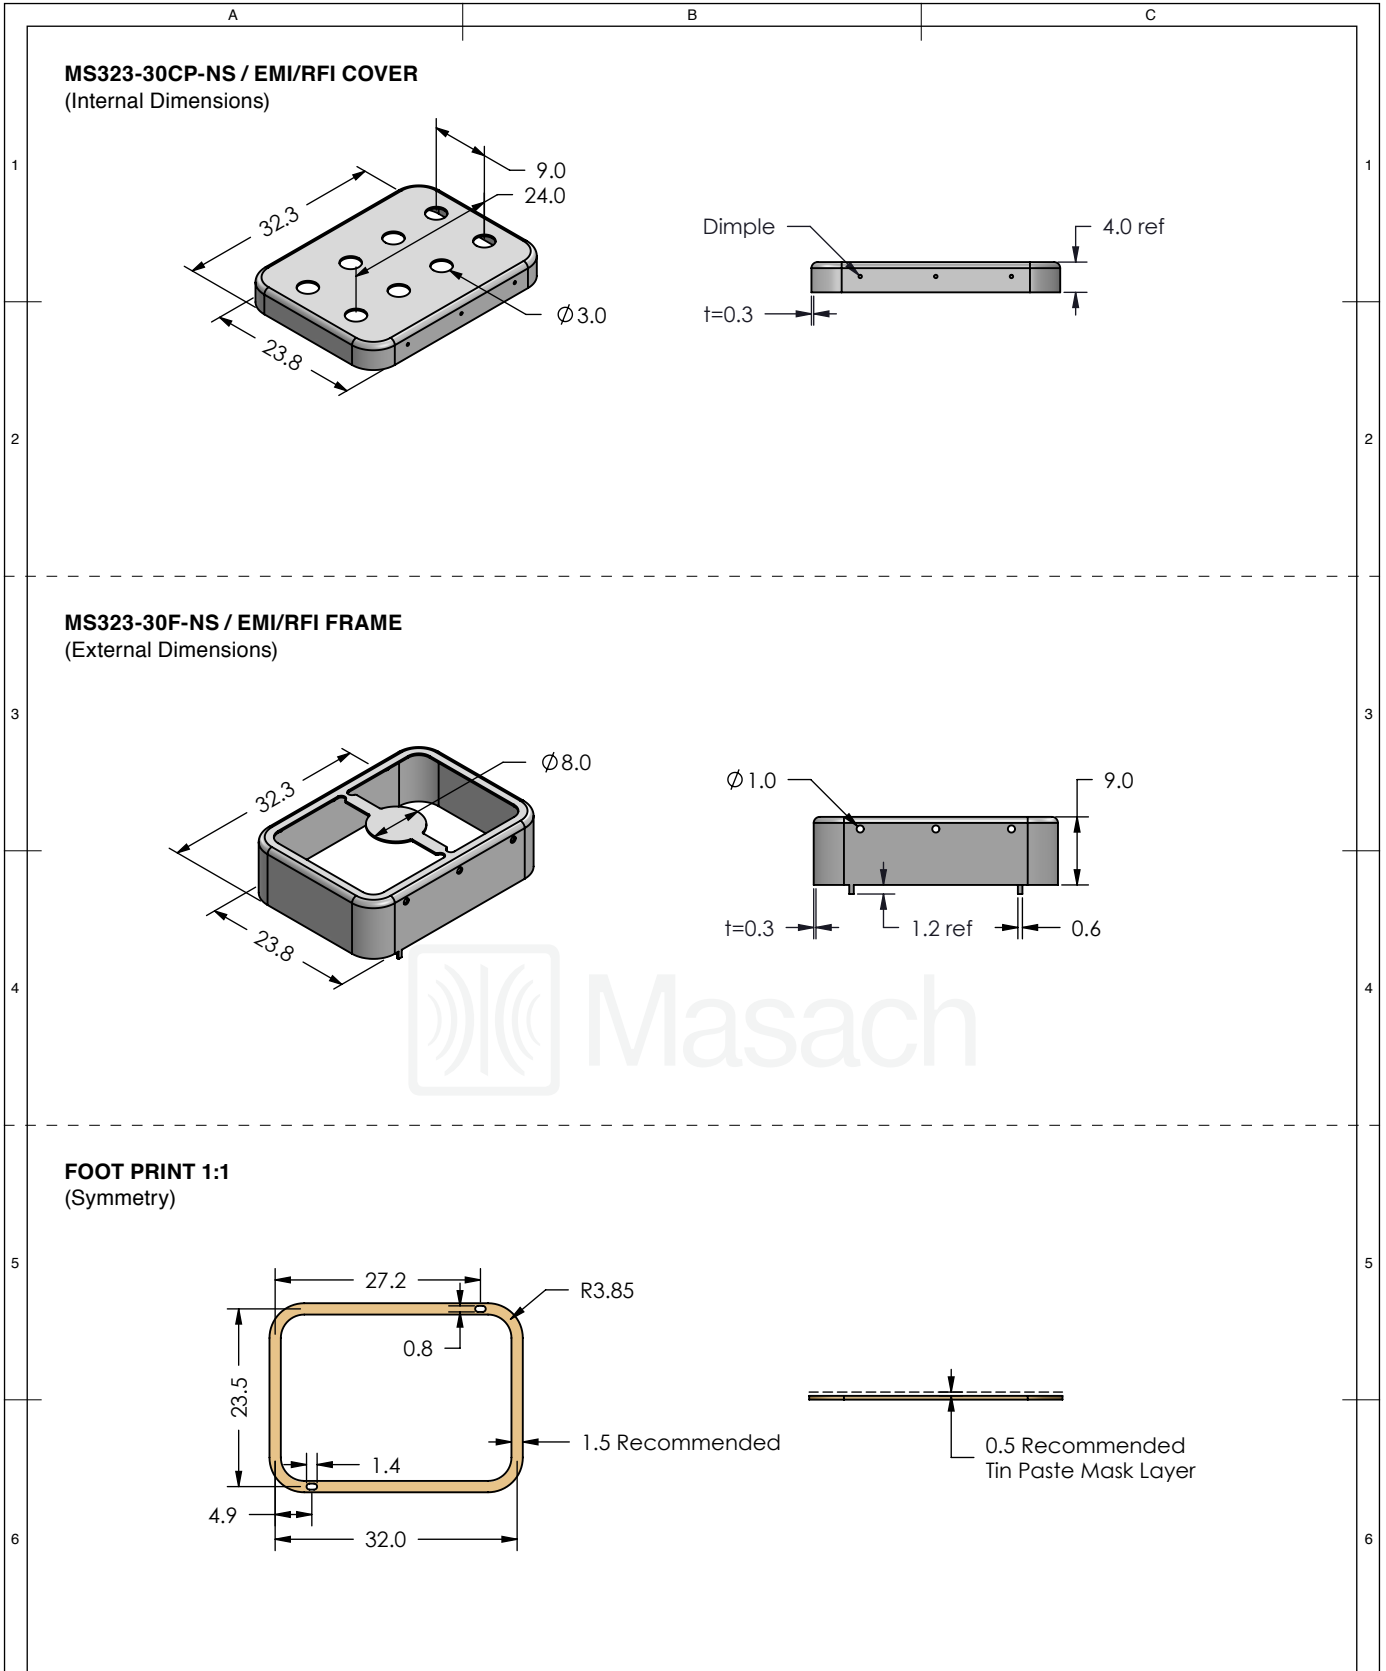 A B C
MS323-30CP-NS / EMI/RFI COVER
(Internal Dimensions)
1 1
9.0
24.0
32.3
Dimple
4.0 ref
t=0.3
Ø3.0
23.8
2 2
MS323-30F-NS / EMI/RFI FRAME
(External Dimensions)
3 3
Ø8.0
Ø1.0
9.0
32.3
t=0.3
1.2 ref
0.6
23.8
4 4
Masach
FOOT PRINT 1:1
(Symmetry)
5 5
27.2
R3.85
0.8
23.5
1.5 Recommended
0.5 Recommended
Tin Paste Mask Layer
1.4
4.9
32.0
6 6